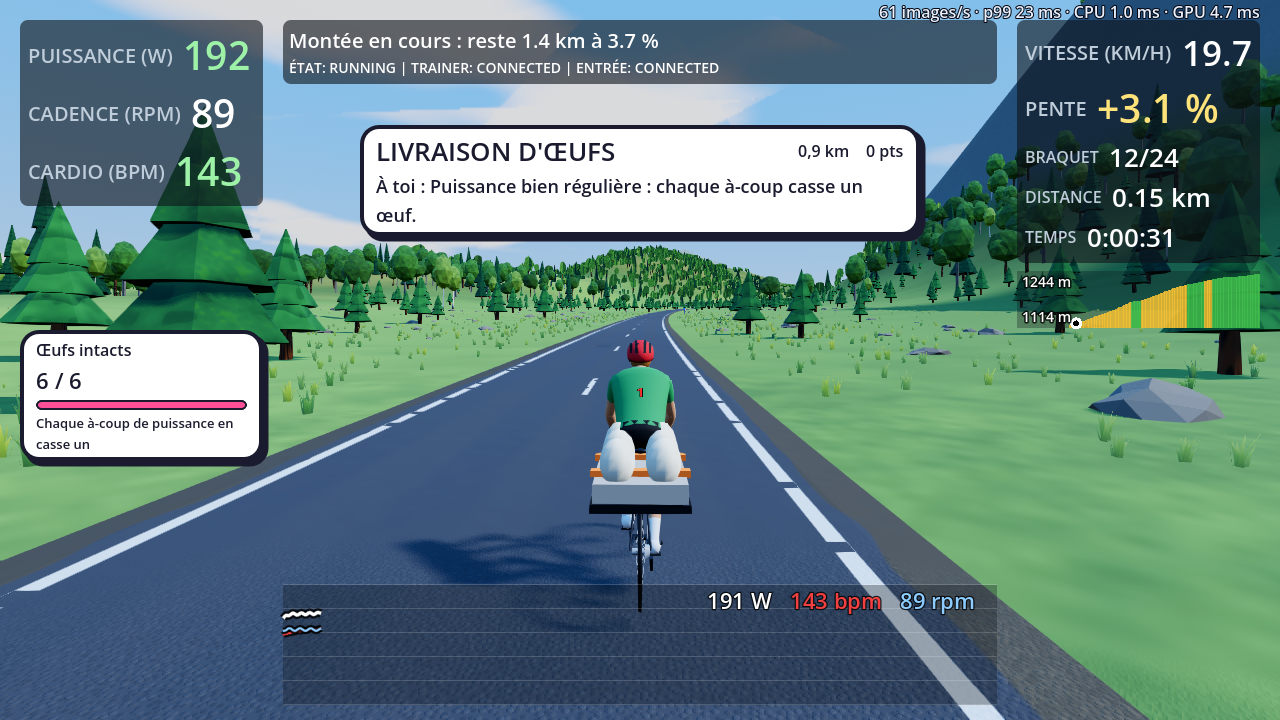 61 images/s · p99 23 ms · CPU 1.0 ms · GPU 4.7 ms
PUISSANCE (W) 192
CADENCE (RPM) 89
CARDIO (BPM) 143
Montée en cours : reste 1.4 km à 3.7 %
ÉTAT: RUNNING | TRAINER: CONNECTED | ENTRÉE: CONNECTED
VITESSE (KM/H) 19.7
PENTE +3.1 %
BRAQUET 12/24
DISTANCE 0.15 km
TEMPS 0:00:31
1244 m
1114 m
LIVRAISON D'ŒUFS 0,9 km 0 pts
À toi : Puissance bien régulière : chaque à-coup casse un
œuf.
Œufs intacts
6 / 6
Chaque à-coup de puissance en
casse un
1
191 W 143 bpm 89 rpm